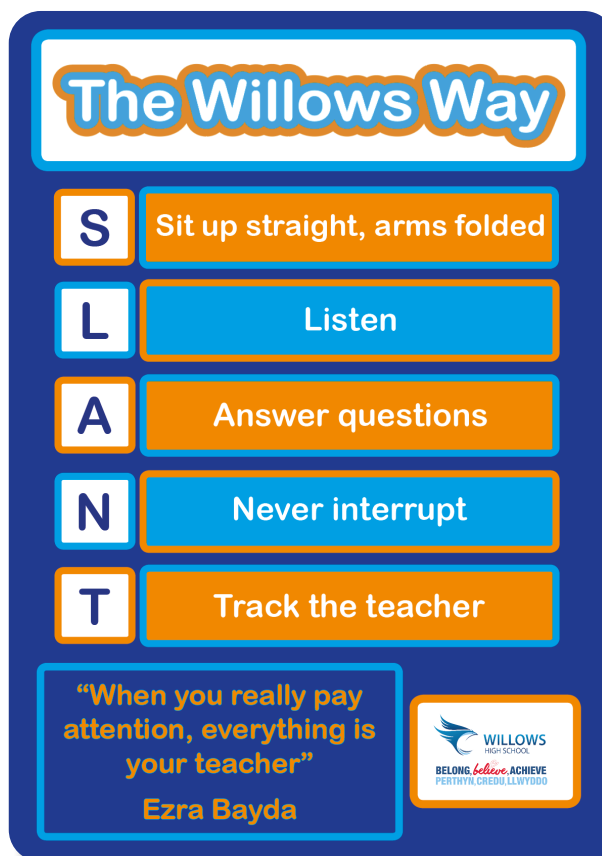 The Willows Way
S Sit up straight, arms folded
L Listen
A Answer questions
N Never interrupt
T Track the teacher
“When you really pay
attention, everything is
your teacher”
Ezra Bayda
WILLOWS
HIGH SCHOOL
BELONG, believe, ACHIEVE
PERTHYN, CREDU, LLWYDDO